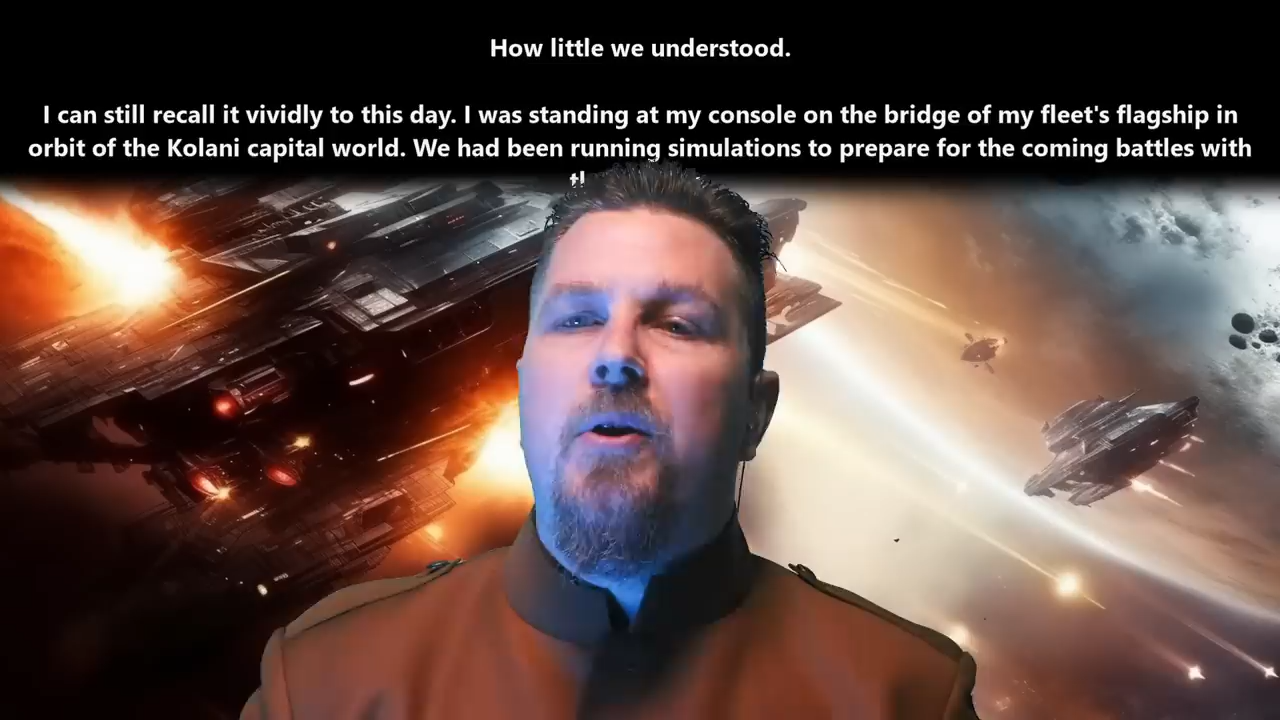 How little we understood.
I can still recall it vividly to this day. I was standing at my console on the bridge of my fleet's flagship in
orbit of the Kolani capital world. We had been running simulations to prepare for the coming battles with